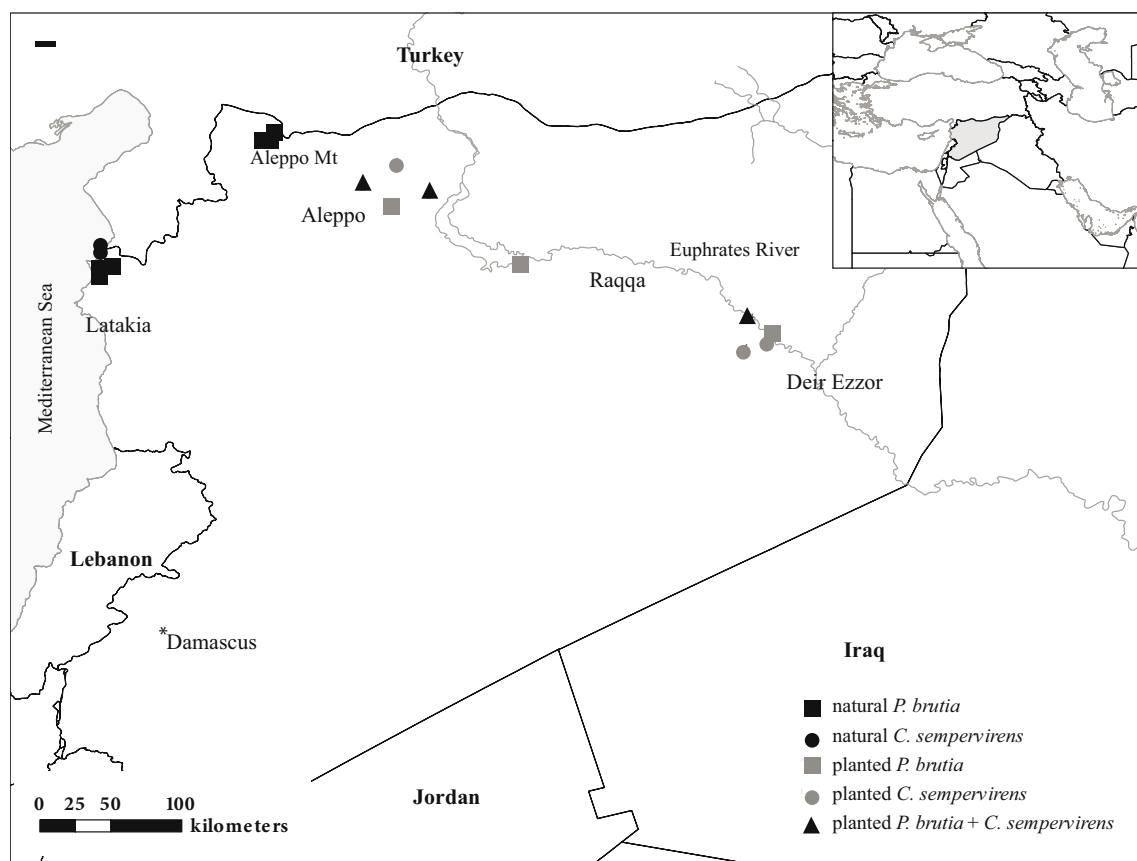 Turkey
Aleppo Mt
Aleppo
Euphrates River
Raqqa
Mediterranean Sea
Latakia
Deir Ezzor
Lebanon
*Damascus
Iraq
natural P. brutia
natural C. sempervirens
planted P. brutia
planted C. sempervirens
planted P. brutia + C. sempervirens
Jordan
0 25 50 100
kilometers